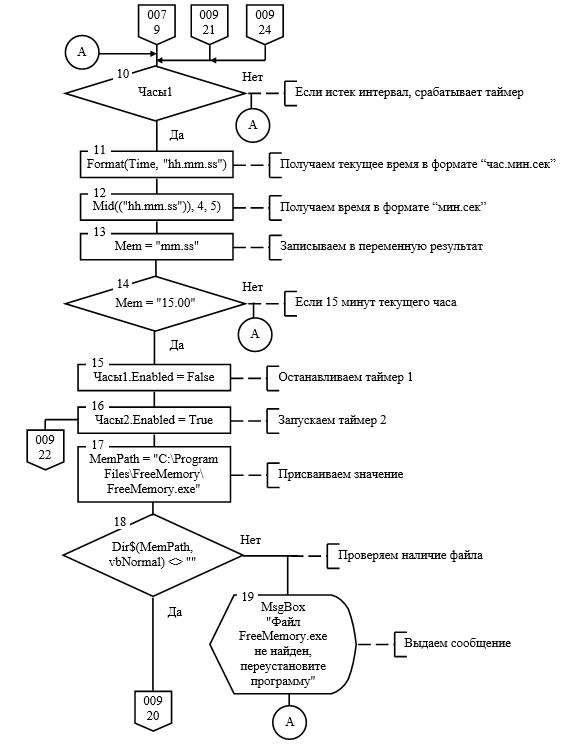 007
9
009
21
009
24
А
10
Нет
Часы1
Если истек интервал, срабатывает таймер
А
Да
11
Format(Time, "hh.mm.ss")
Получаем текущее время в формате “час.мин.сек”
12
Mid(("hh.mm.ss")), 4, 5)
Получаем время в формате “мин.сек”
13
Mem = "mm.ss"
Записываем в переменную результат
14
Нет
Mem = "15.00"
Если 15 минут текущего часа
А
Да
15
Часы1.Enabled = False
Останавливаем таймер 1
16
Часы2.Enabled = True
Запускаем таймер 2
009
22
17
MemPath = "C:\Program
Files\FreeMemory\
FreeMemory.exe"
Присваиваем значение
18
Нет
Dir$(MemPath,
vbNormal) <> ""
Проверяем наличие файла
Да
19
MsgBox
"Файл
FreeMemory.exe
не найден,
переустановите
программу"
Выдаем сообщение
009
20
А